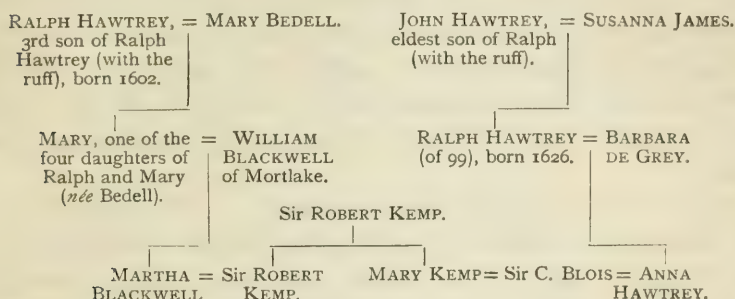 RALPH HAWTREY, = MARY BEDELL.
3rd son of Ralph
Hawtrey (with the
ruff), born 1602.
JOHN HAWTREY, = SUSANNA JAMES.
eldest son of Ralph
(with the ruff).
MARY, one of the = WILLIAM
four daughters of BLACKWELL
Ralph and Mary of Mortlake.
(née Bedell).
RALPH HAWTREY = BARBARA
(of 99), born 1626. DE GREY.
Sir ROBERT KEMP.
MARTHA = Sir ROBERT MARY KEMP = Sir C. BLOIS = ANNA
BLACKWELL KEMP. HAWTREY.